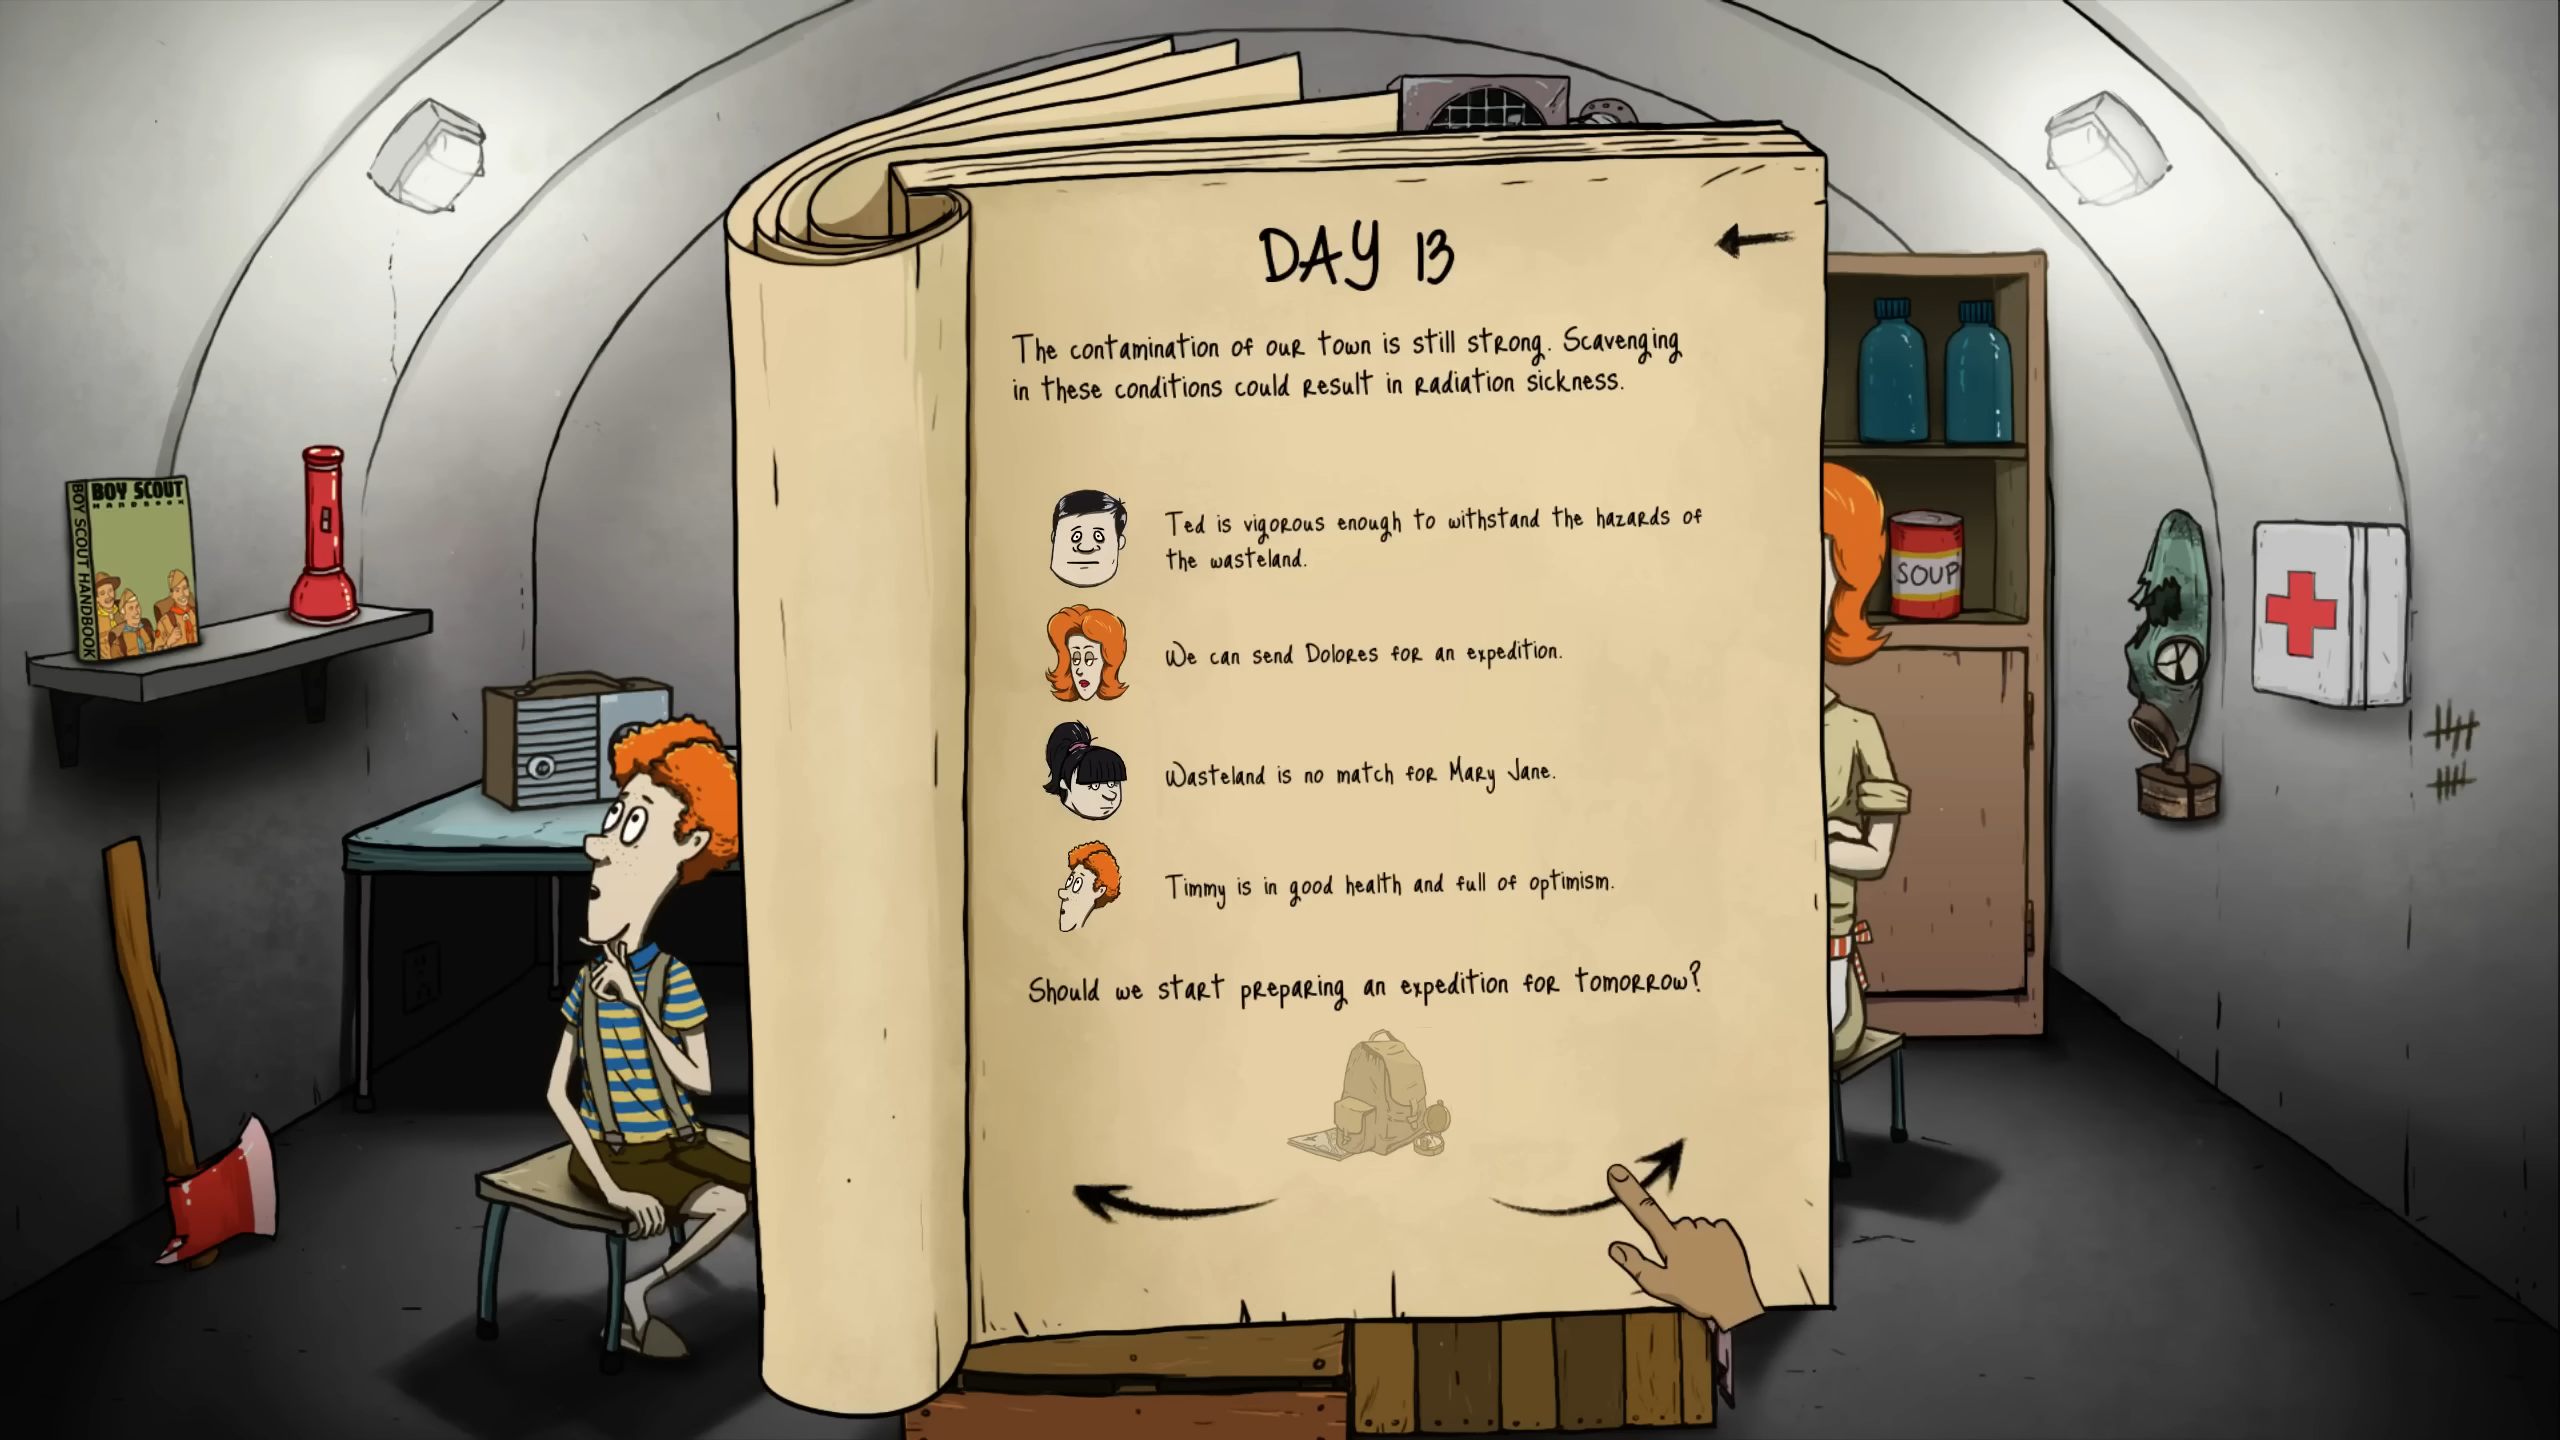 DAY 13
The contamination of our town is still strong. Scavenging
in these conditions could result in radiation sickness.
Ted is vigorous enough to withstand the hazards of
the wasteland.
We can send Dolores for an expedition.
Wasteland is no match for Mary Jane.
Timmy is in good health and full of optimism.
Should we start preparing an expedition for tomorrow?
BOY SCOUT
HANDBOOK
BOY SCOUT HANDBOOK
SOUP